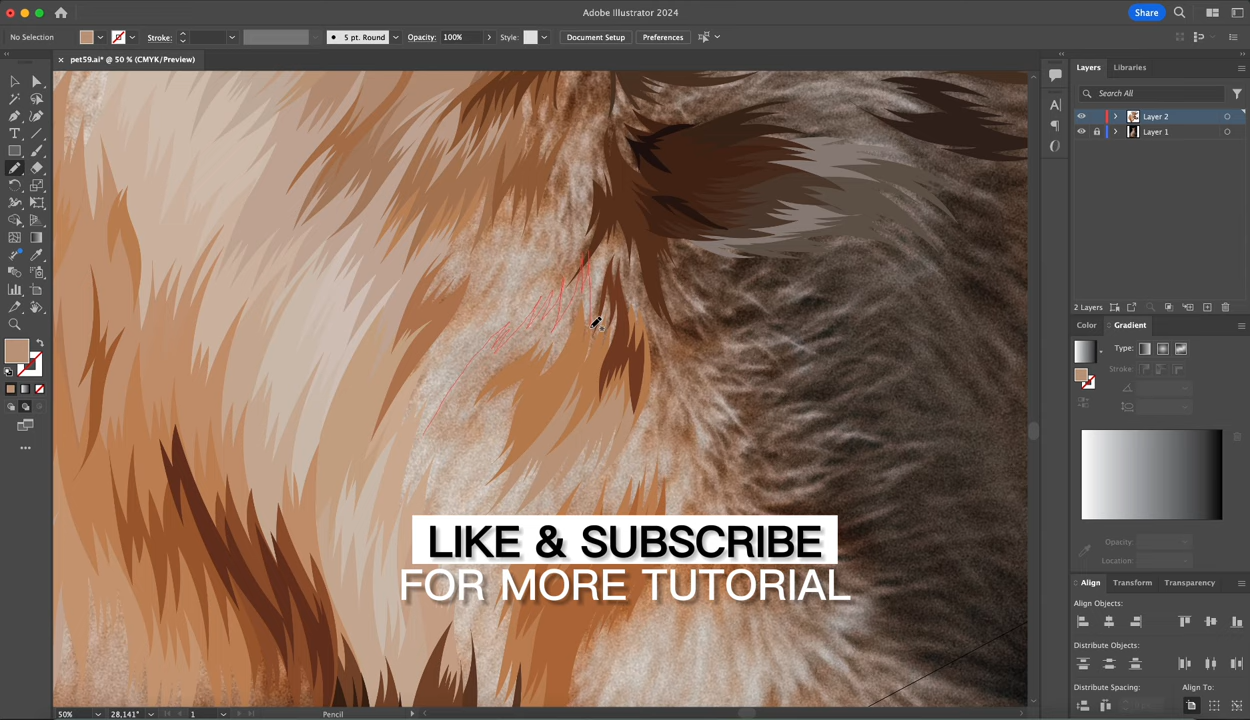 Adobe Illustrator 2024
Share
No Selection
Stroke:
5 pt. Round
Opacity:
100%
Style:
Document Setup
Preferences
pet59.ai* @ 50 % (CMYK/Preview)
Layers
Libraries
Search All
Layer 2
Layer 1
2 Layers
Color
Gradient
Type:
Stroke:
Opacity:
Location:
LIKE & SUBSCRIBE
FOR MORE TUTORIAL
Align
Transform
Transparency
Align Objects:
Distribute Objects:
Distribute Spacing:
Align To:
50%
28,141°
1
Pencil